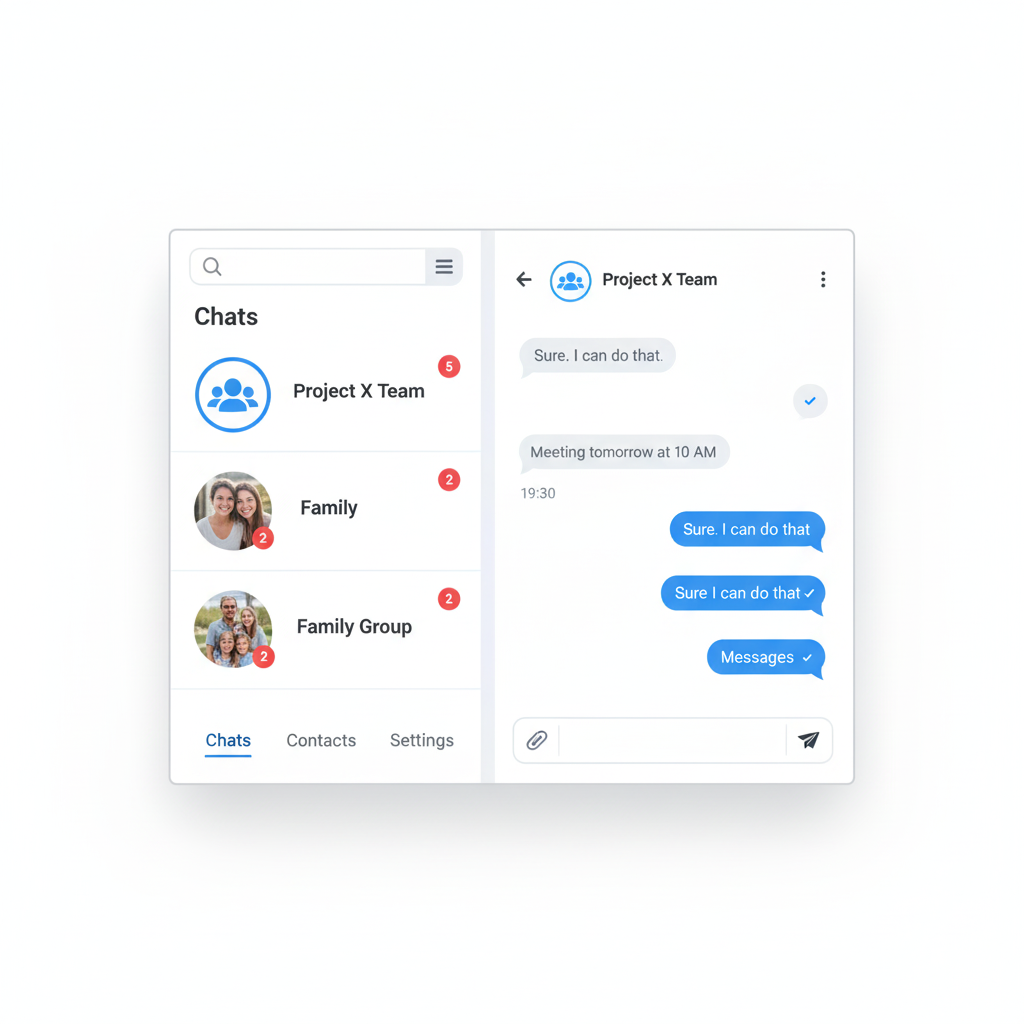 Chats
5
Project X Team
2
Family
2
2
Family Group
2
Chats
Contacts
Settings
Project X Team
Sure. I can do that.
Meeting tomorrow at 10 AM
19:30
Sure. I can do that
Sure I can do that
Messages